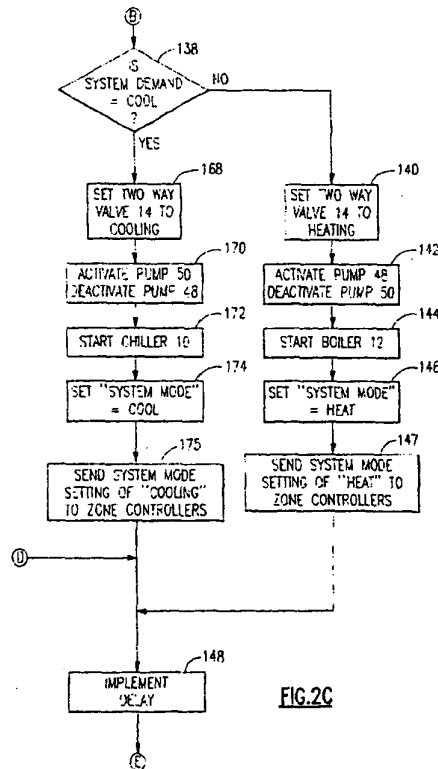 B
138
IS
SYSTEM DEMAND
= COOL
?
NO
YES
168
SET TWO WAY
VALVE 14 TO
COOLING
140
SET TWO WAY
VALVE 14 TO
HEATING
170
ACTIVATE PUMP 50
DEACTIVATE PUMP 48
142
ACTIVATE PUMP 48
DEACTIVATE PUMP 50
172
START CHILLER 10
144
START BOILER 12
174
SET "SYSTEM MODE"
= COOL
146
SET "SYSTEM MODE"
= HEAT
175
SEND SYSTEM MODE
SETTING OF "COOLING"
TO ZONE CONTROLLERS
147
SEND SYSTEM MODE
SETTING OF "HEAT" TO
ZONE CONTROLLERS
D
148
IMPLEMENT
DELAY
E
FIG.2C